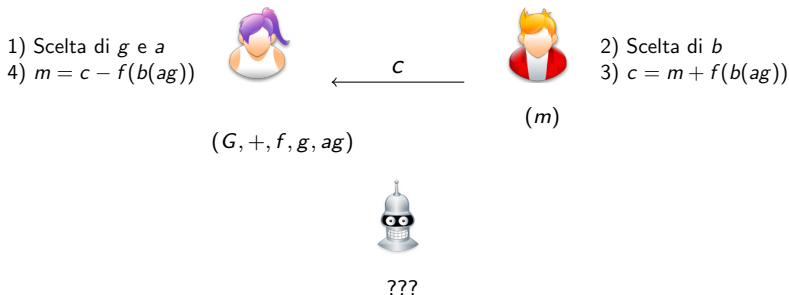 1) Scelta di g e a
4) m = c − f(b(ag))
c
2) Scelta di b
3) c = m + f(b(ag))
(m)
(G, +, f, g, ag)
???